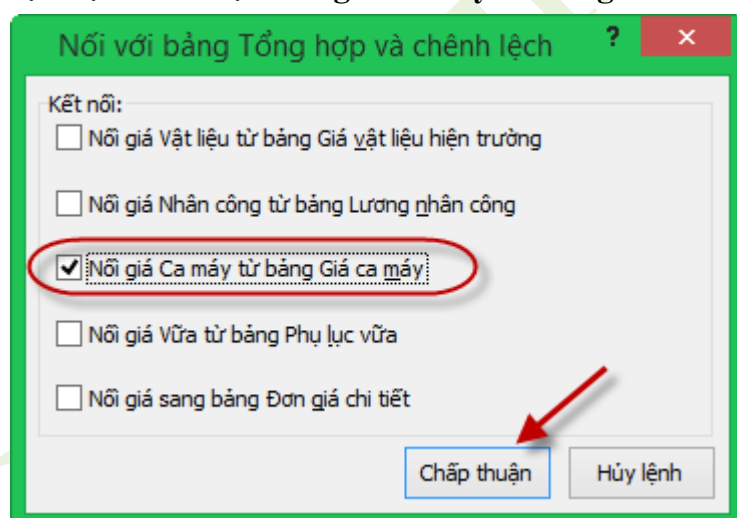 Nối với bảng Tổng hợp và chênh lệch ? ×
Kết nối:
Nối giá Vật liệu từ bảng Giá vật liệu hiện trường
Nối giá Nhân công từ bảng Lương nhân công
Nối giá Ca máy từ bảng Giá ca máy
Nối giá Vữa từ bảng Phụ lục vữa
Nối giá sang bảng Đơn giá chi tiết
Chấp thuận
Hủy lệnh